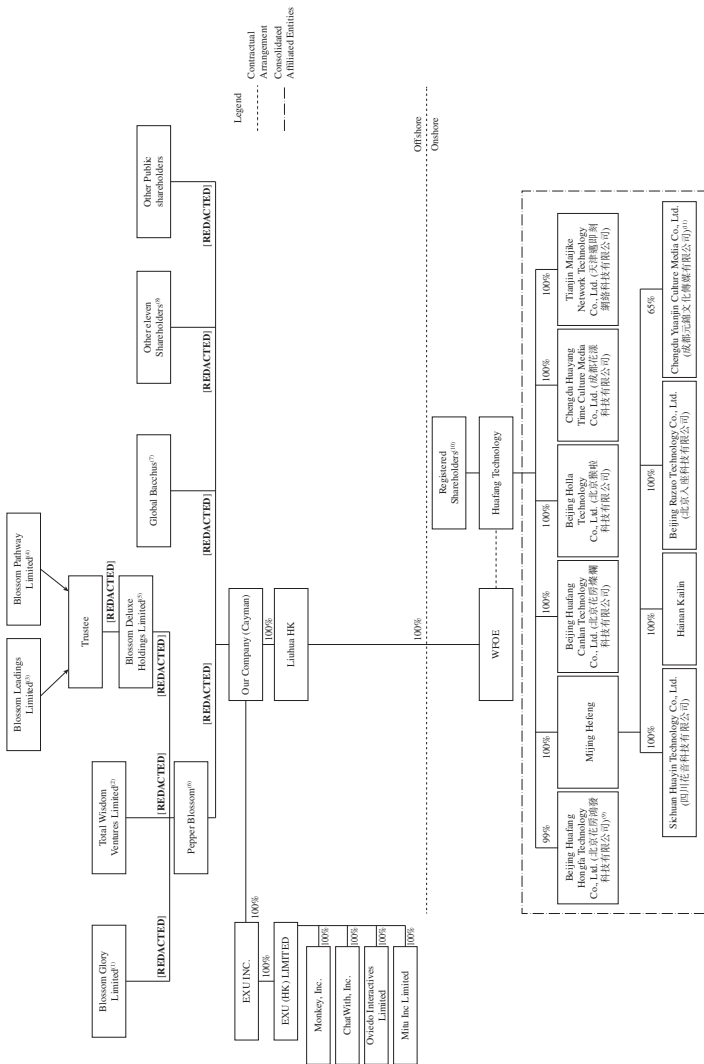 Blossom Leadings
Limited(3)
Blossom Pathway
Limited(4)
Trustee
[REDACTED]
Blossom Glory
Limited(1)
Total Wisdom
Ventures Limited(2)
Blossom Deluxe
Holdings Limited(5)
[REDACTED]
[REDACTED]
[REDACTED]
Pepper Blossom(6)
Global Bacchus(7)
Other eleven
Shareholders(8)
Other Public
shareholders
[REDACTED]
[REDACTED]
[REDACTED]
[REDACTED]
Our Company (Cayman)
100%
100%
Liuhua HK
EXU INC.
100%
EXU (HK) LIMITED
100%
Monkey, Inc.
100%
ChatWith, Inc.
100%
Oviedo Interactives
Limited
100%
Mitu Inc Limited
Legend
Contractual
Arrangement
Consolidated
Affiliated Entities
Offshore
Onshore
100%
WFOE
Registered
Shareholders(10)
Huafang Technology
99%
100%
100%
100%
100%
100%
Beijing Huafang
Hongfa Technology
Co., Ltd. (北京花房鴻發
科技有限公司)(9)
Mijing Hefeng
Beijing Huafang
Canlan Technology
Co., Ltd. (北京花房燦爛
科技有限公司)
Beijing Holla
Technology
Co., Ltd. (北京猴啦
科技有限公司)
Chengdu Huayang
Time Culture Media
Co., Ltd. (成都花漾
科技有限公司)
Tianjin Maijike
Network Technology
Co., Ltd. (天津邁即刻
網絡科技有限公司)
100%
100%
100%
65%
Sichuan Huayin Technology Co., Ltd.
(四川花音科技有限公司)
Hainan Kailin
Beijing Ruzuo Technology Co., Ltd.
(北京入座科技有限公司)
Chengdu Yuanjin Culture Media Co., Ltd.
(成都元錦文化傳媒有限公司)(11)